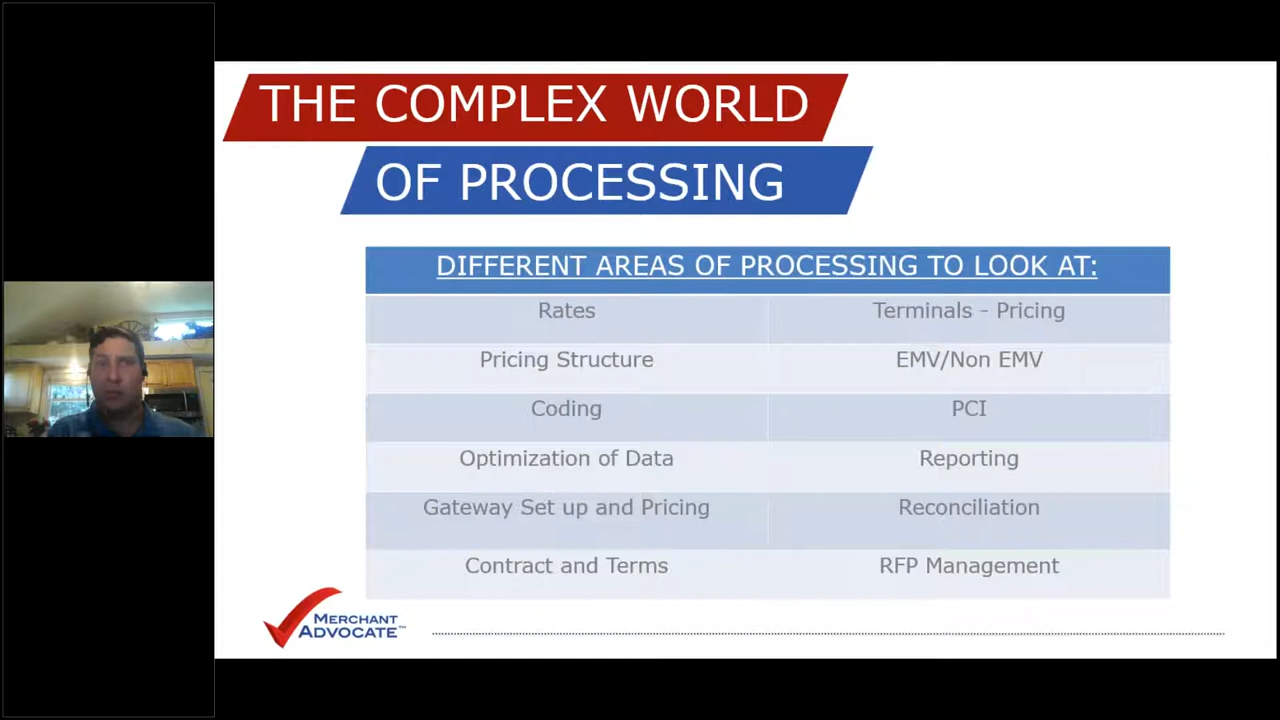 THE COMPLEX WORLD
OF PROCESSING
DIFFERENT AREAS OF PROCESSING TO LOOK AT:
Rates
Terminals - Pricing
Pricing Structure
EMV/Non EMV
Coding
PCI
Optimization of Data
Reporting
Gateway Set up and Pricing
Reconciliation
Contract and Terms
RFP Management
MERCHANT
ADVOCATE™